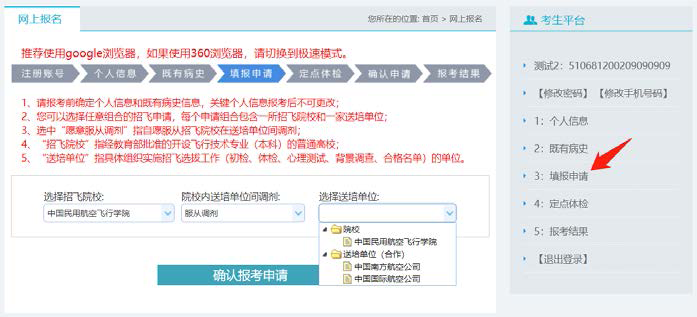 网上报名
您所在的位置: 首页 > 网上报名
推荐使用google浏览器，如果使用360浏览器，请切换到极速模式。
注册账号 个人信息 既有病史 填报申请 定点体检 确认申请 报考结果
1、请报考前确定个人信息和既有病史信息，关键个人信息报考后不可更改；
2、您可以选择任意组合的招飞申请，每个申请组合包含一所招飞院校和一家送培单位；
3、选中“愿意服从调剂”指自愿服从招飞院校在送培单位间调剂；
4、“招飞院校”指经教育部批准的开设飞行技术专业（本科）的普通高校；
5、“送培单位”指具体组织实施招飞选拔工作（初检、体检、心理测试、背景调查、合格名单）的单位。
选择招飞院校: 院校内送培单位间调剂: 选择送培单位:
中国民用航空飞行学院 服从调剂
院校
中国民用航空飞行学院
送培单位（合作）
中国南方航空公司
中国国际航空公司
确认报考申请
考生平台
测试2：510681200209090909
【修改密码】【修改手机号码】
1：个人信息
2：既有病史
3：填报申请
4：定点体检
5：报考结果
【退出登录】